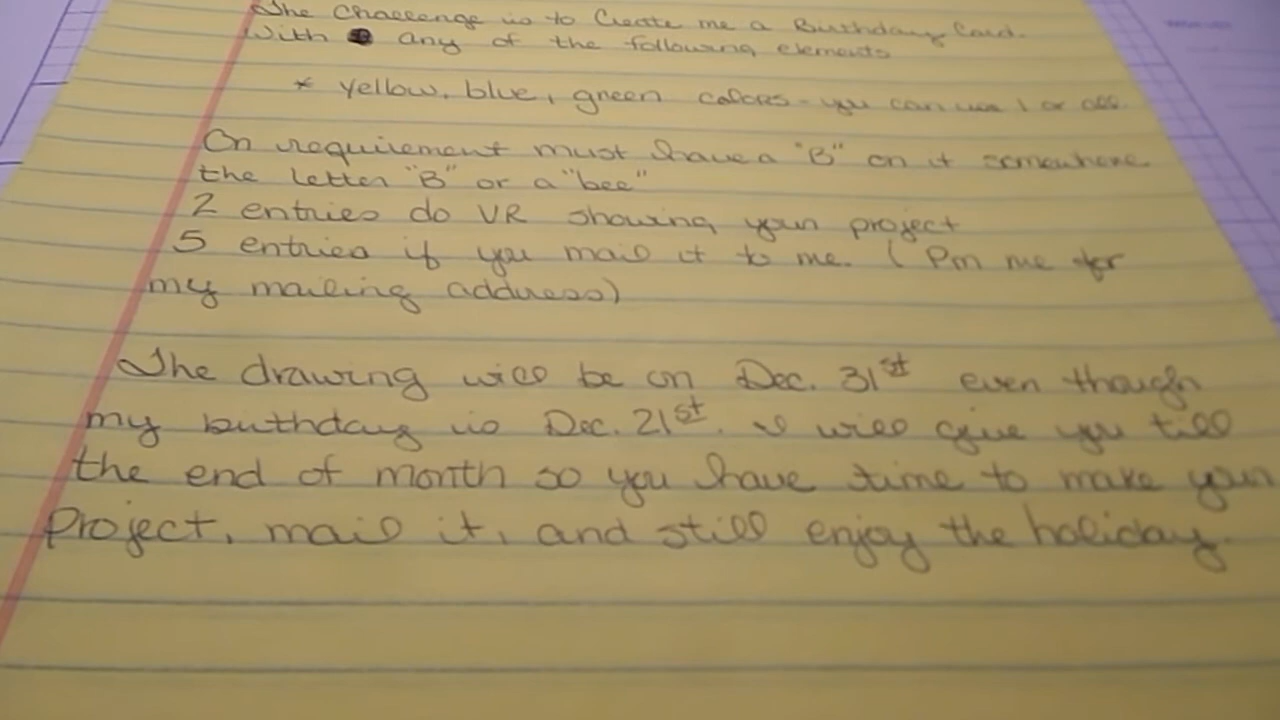 The Challenge is to Create me a Birthday Card.
With any of the following elements
* yellow, blue, green colors - you can use 1 or all.
On requirement must have a "B" on it somewhere
the letter "B" or a "bee"
2 entries do VR showing your project
5 entries if you mail it to me. (Pm me for
my mailing address)
The drawing will be on Dec. 31st even though
my birthday is Dec. 21st. I will give you till
the end of month so you have time to make your
Project, mail it, and still enjoy the holiday.